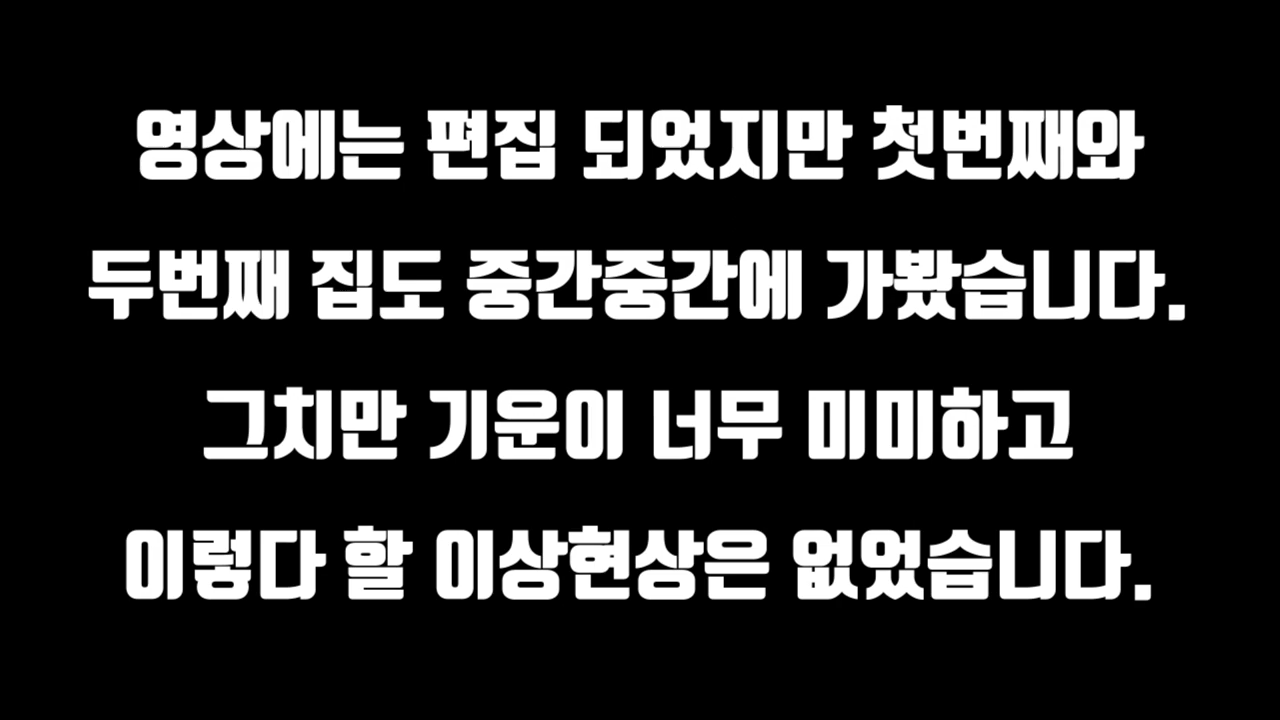 영상에는 편집 되었지만 첫번째와
두번째 집도 중간중간에 가봤습니다.
그치만 기운이 너무 미미하고
이렇다 할 이상현상은 없었습니다.